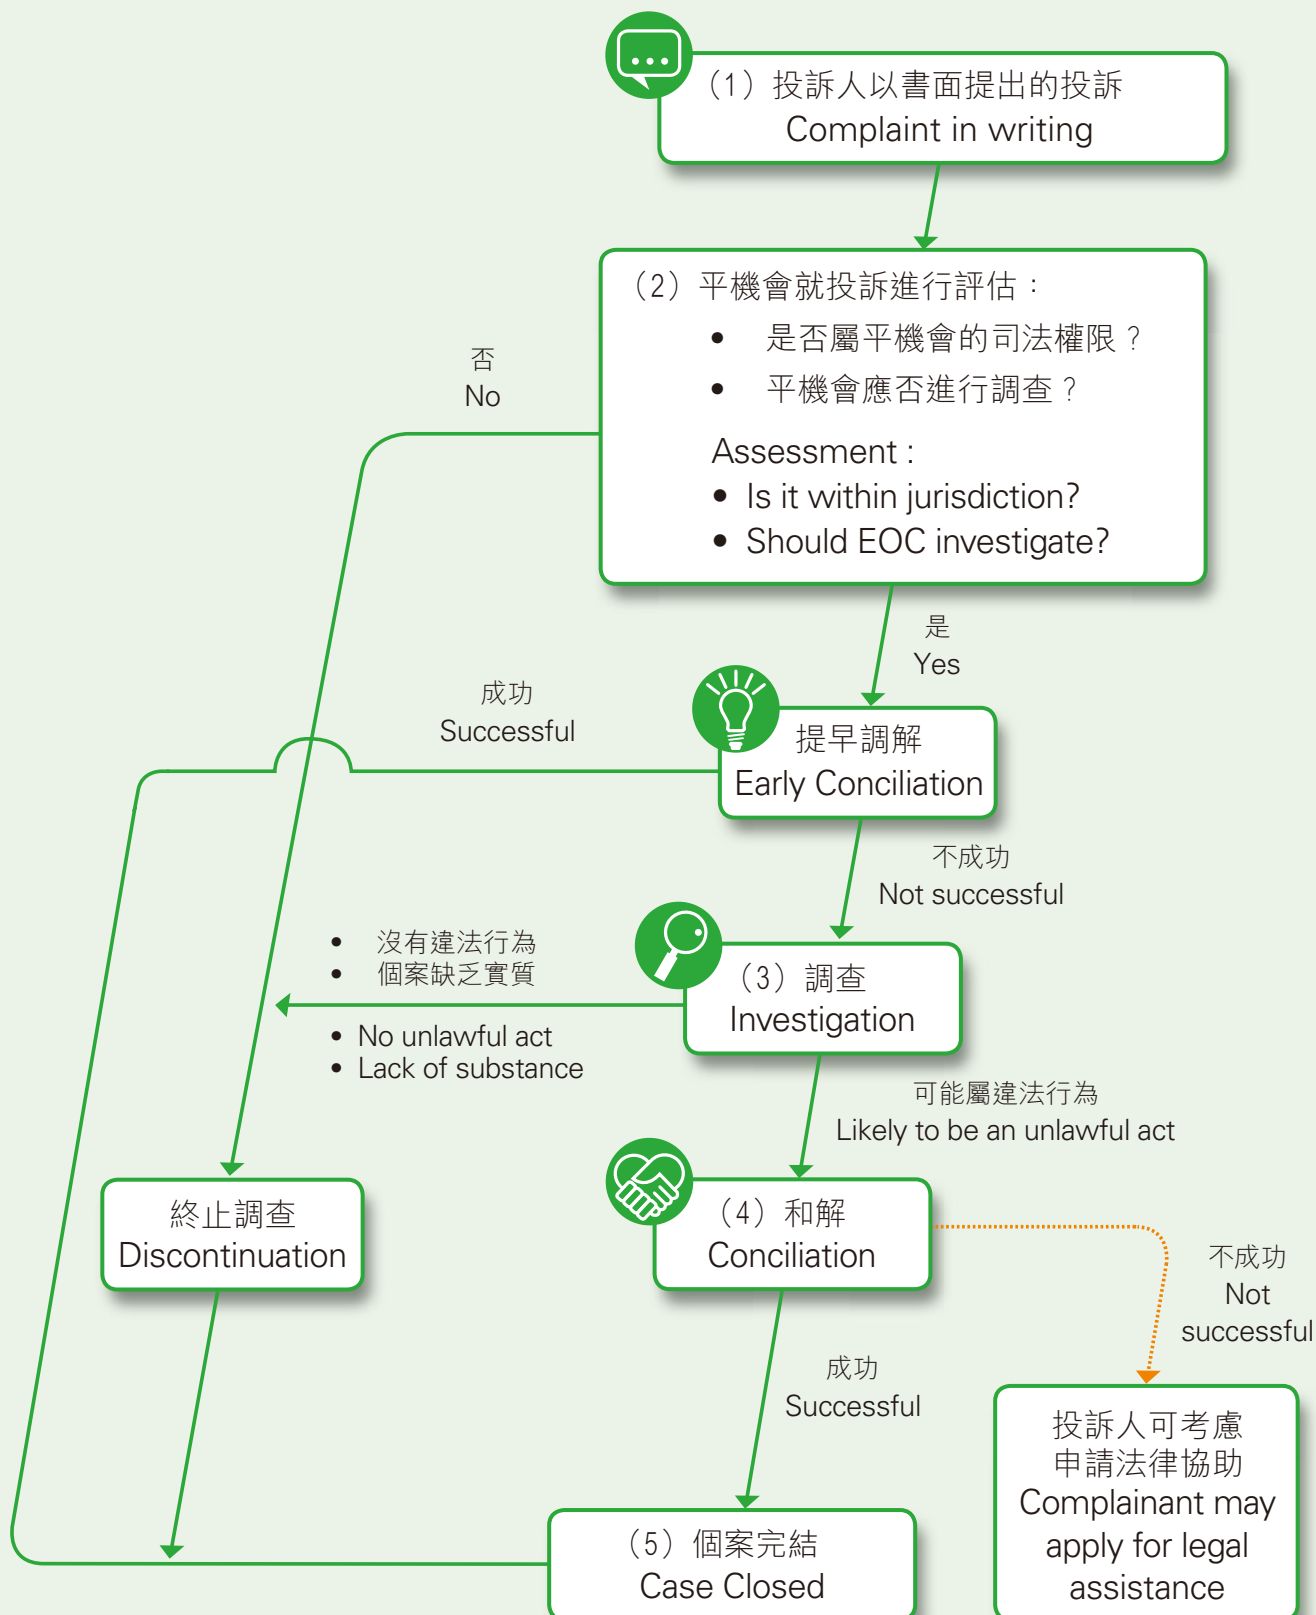 （1）投訴人以書面提出的投訴
Complaint in writing
（2）平機會就投訴進行評估：
• 是否屬平機會的司法權限？
• 平機會應否進行調查？
Assessment :
• Is it within jurisdiction?
• Should EOC investigate?
否
No
是
Yes
成功
Successful
提早調解
Early Conciliation
不成功
Not successful
• 沒有違法行為
• 個案缺乏實質
• No unlawful act
• Lack of substance
（3）調查
Investigation
可能屬違法行為
Likely to be an unlawful act
終止調查
Discontinuation
（4）和解
Conciliation
不成功
Not
successful
成功
Successful
投訴人可考慮
申請法律協助
Complainant may
apply for legal
assistance
（5）個案完結
Case Closed